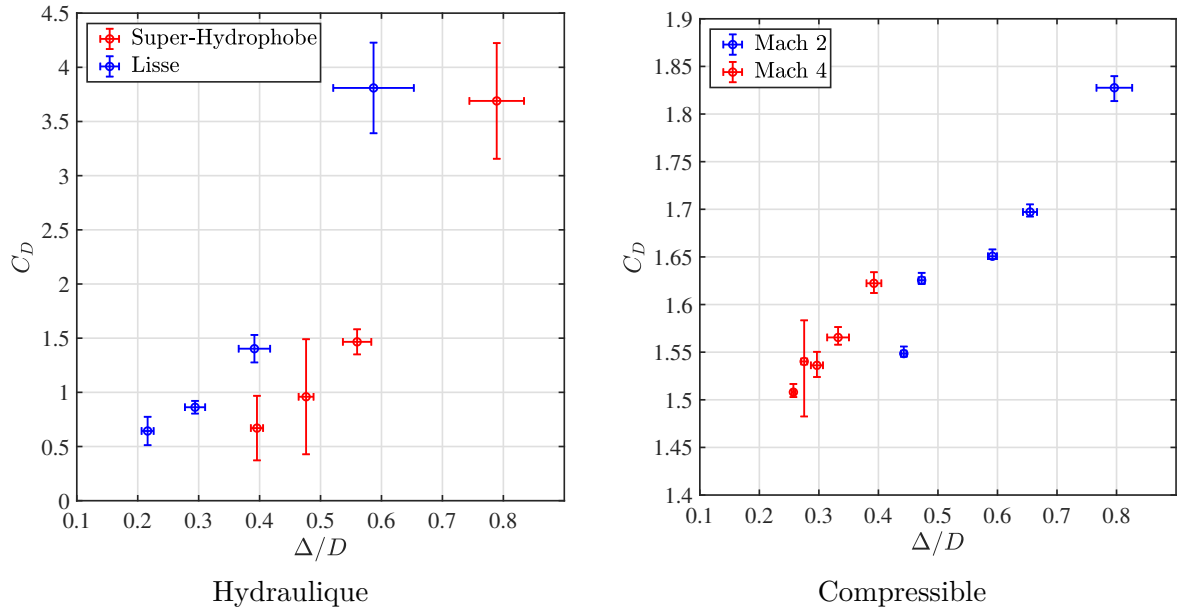 4.5
4
3.5
3
2.5
2
1.5
1
0.5
0
C_D
Super-Hydrophobe
Lisse
0.1 0.2 0.3 0.4 0.5 0.6 0.7 0.8
Δ/D
Hydraulique
1.9
1.85
1.8
1.75
1.7
1.65
1.6
1.55
1.5
1.45
1.4
C_D
Mach 2
Mach 4
0.1 0.2 0.3 0.4 0.5 0.6 0.7 0.8
Δ/D
Compressible